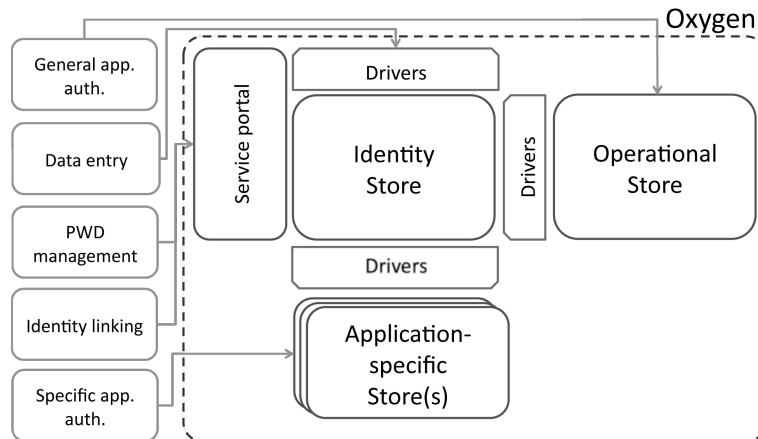 Oxygen
General app.
auth.
Data entry
PWD
management
Identity linking
Specific app.
auth.
Service portal
Drivers
Identity
Store
Drivers
Operational
Store
Drivers
Application-
specific
Store(s)